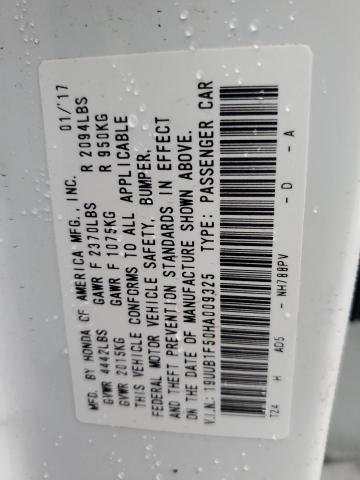 MFD. BY HONDA OF AMERICA MFG., INC. 01/'17
GVWR 4442LBS GAWR F 2370LBS R 2094LBS
GVWR 2015KG GAWR F 1075KG R 950KG
THIS VEHICLE CONFORMS TO ALL APPLICABLE
FEDERAL MOTOR VEHICLE SAFETY, BUMPER,
AND THEFT PREVENTION STANDARDS IN EFFECT
ON THE DATE OF MANUFACTURE SHOWN ABOVE.
V.I.N.: 19UUB1F50HA009325 TYPE: PASSENGER CAR
T24 H AD5 - NH788PV - D - A